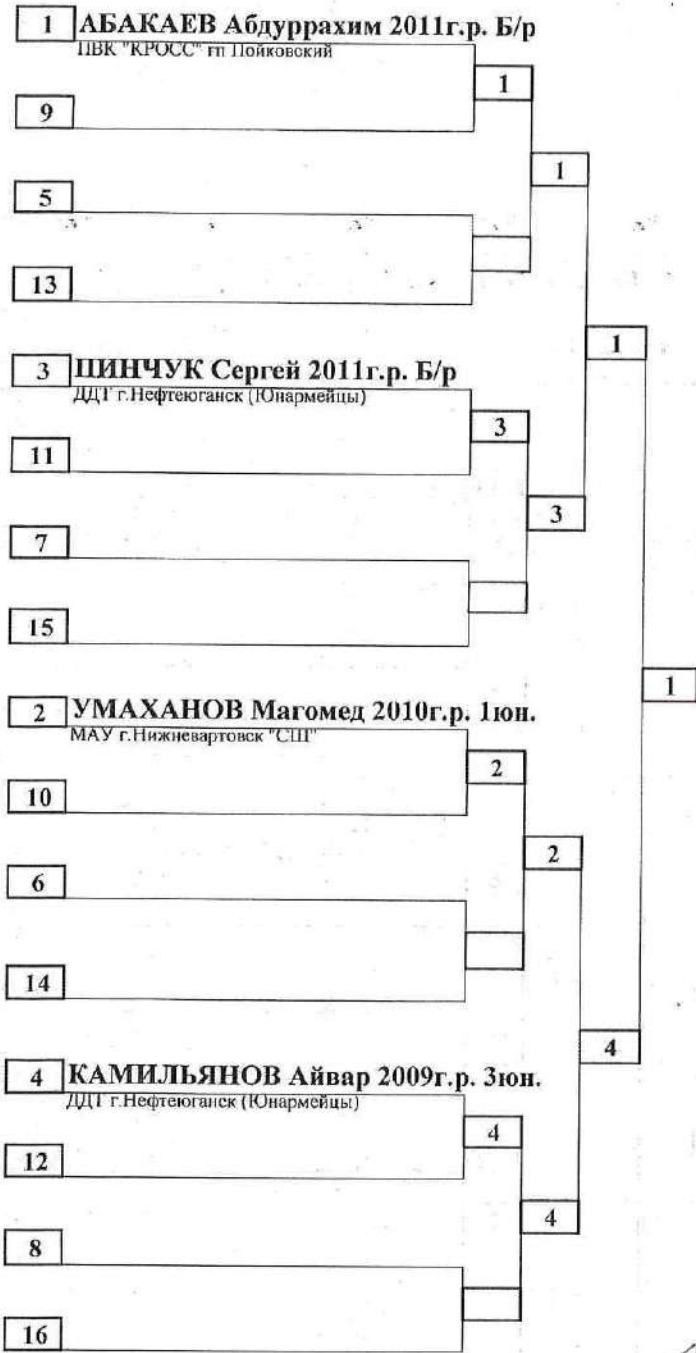 1 АБАКАЕВ Абдуррахим 2011г.р. Б/р
ПВК "КРОСС" гп Пойковский
1
9
1
5
13
1
3 ПИНЧУК Сергей 2011г.р. Б/р
ДДТ г.Нефтеюганск (Юнармейцы)
3
11
3
7
15
1
2 УМАХАНОВ Магомед 2010г.р. 1юн.
МАУ г.Нижневартовск "СШ"
2
10
2
6
14
4
4 КАМИЛЬЯНОВ Айвар 2009г.р. 3юн.
ДДТ г.Нефтеюганск (Юнармейцы)
4
12
4
8
16